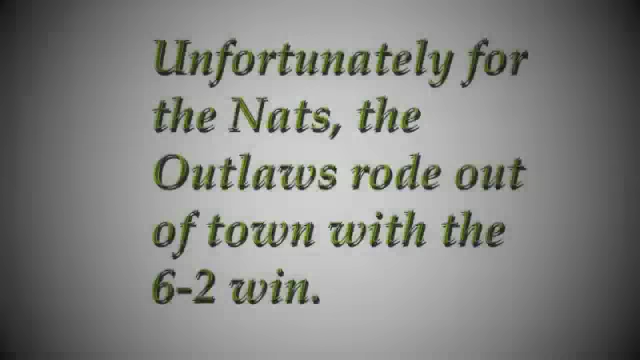 Unfortunately for
the Nats, the
Outlaws rode out
of town with the
6-2 win.